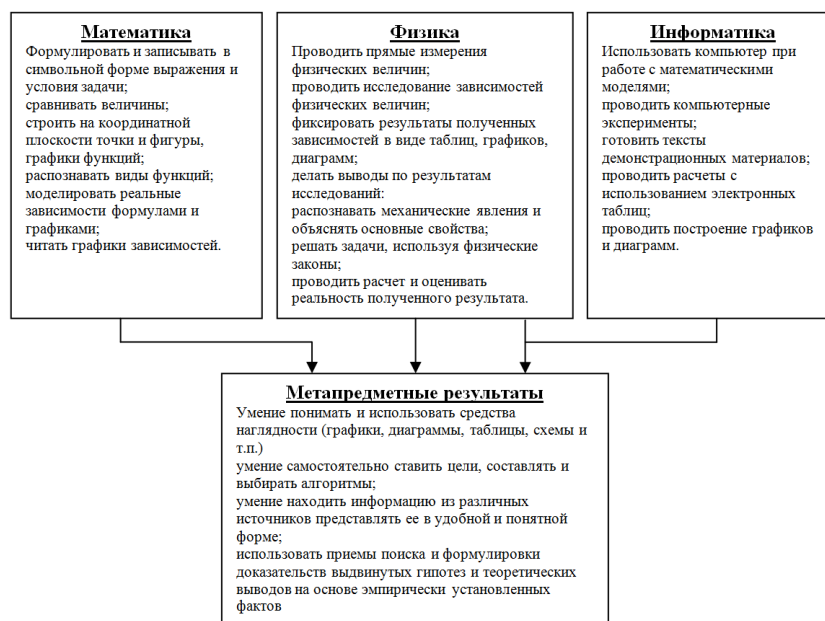 Математика
Формулировать и записывать в
символьной форме выражения и
условия задачи;
сравнивать величины;
строить на координатной
плоскости точки и фигуры,
графики функций;
распознавать виды функций;
моделировать реальные
зависимости формулами и
графиками;
читать графики зависимостей.
Физика
Проводить прямые измерения
физических величин;
проводить исследование зависимостей
физических величин;
фиксировать результаты полученных
зависимостей в виде таблиц, графиков,
диаграмм;
делать выводы по результатам
исследований:
распознавать механические явления и
объяснять основные свойства;
решать задачи, используя физические
законы;
проводить расчет и оценивать
реальность полученного результата.
Информатика
Использовать компьютер при
работе с математическими
моделями;
проводить компьютерные
эксперименты;
готовить тексты
демонстрационных материалов;
проводить расчеты с
использованием электронных
таблиц;
проводить построение графиков
и диаграмм.
Метапредметные результаты
Умение понимать и использовать средства
наглядности (графики, диаграммы, таблицы, схемы и
т.п.)
умение самостоятельно ставить цели, составлять и
выбирать алгоритмы;
умение находить информацию из различных
источников представлять ее в удобной и понятной
форме;
использовать приемы поиска и формулировки
доказательств выдвинутых гипотез и теоретических
выводов на основе эмпирически установленных
фактов